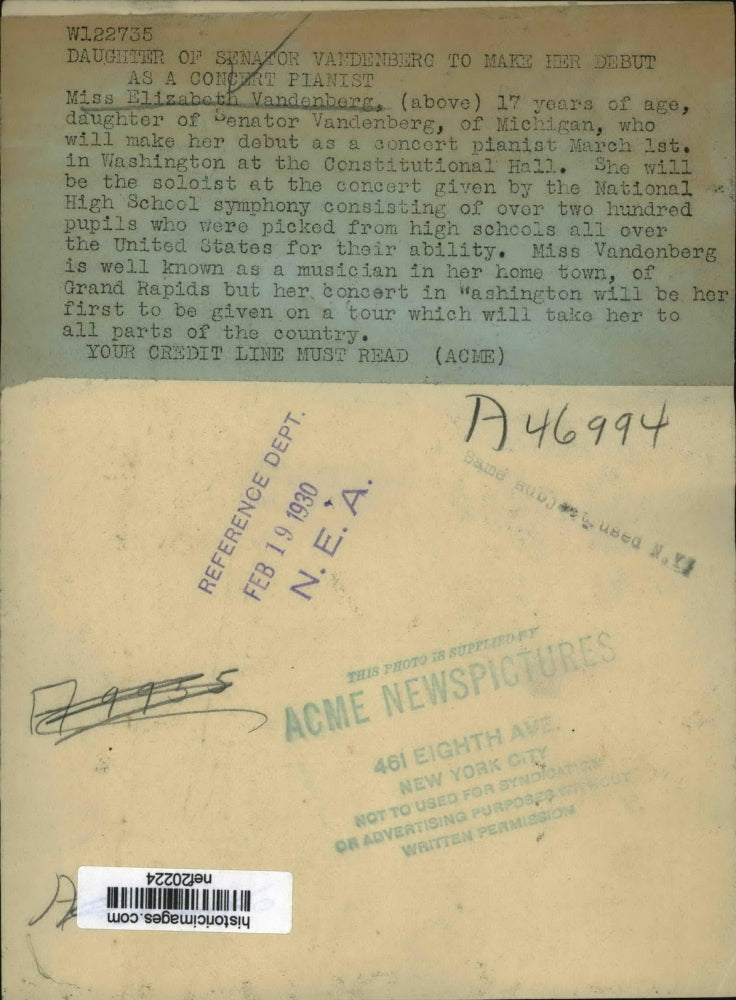 W122735
DAUGHTER OF SENATOR VANDENBERG TO MAKE HER DEBUT
AS A CONCERT PIANIST
Miss Elizabeth Vandenberg, (above) 17 years of age,
daughter of Senator Vandenberg, of Michigan, who
will make her debut as a concert pianist March 1st.
in Washington at the Constitutional Hall. She will
be the soloist at the concert given by the National
High School symphony consisting of over two hundred
pupils who were picked from high schools all over
the United States for their ability. Miss Vandenberg
is well known as a musician in her home town, of
Grand Rapids but her concert in Washington will be her
first to be given on a tour which will take her to
all parts of the country.
YOUR CREDIT LINE MUST READ (ACME)
A46994
Same subject used N.
REFERENCE DEPT.
FEB 19 1930
N. E. A.
THIS PHOTO IS SUPPLIED BY
ACME NEWSPICTURES
461 EIGHTH AVE.
NEW YORK CITY
NOT TO USED FOR SYNDICATION
OR ADVERTISING PURPOSES WITHOUT
WRITTEN PERMISSION
A
historicimages.com
nef20224